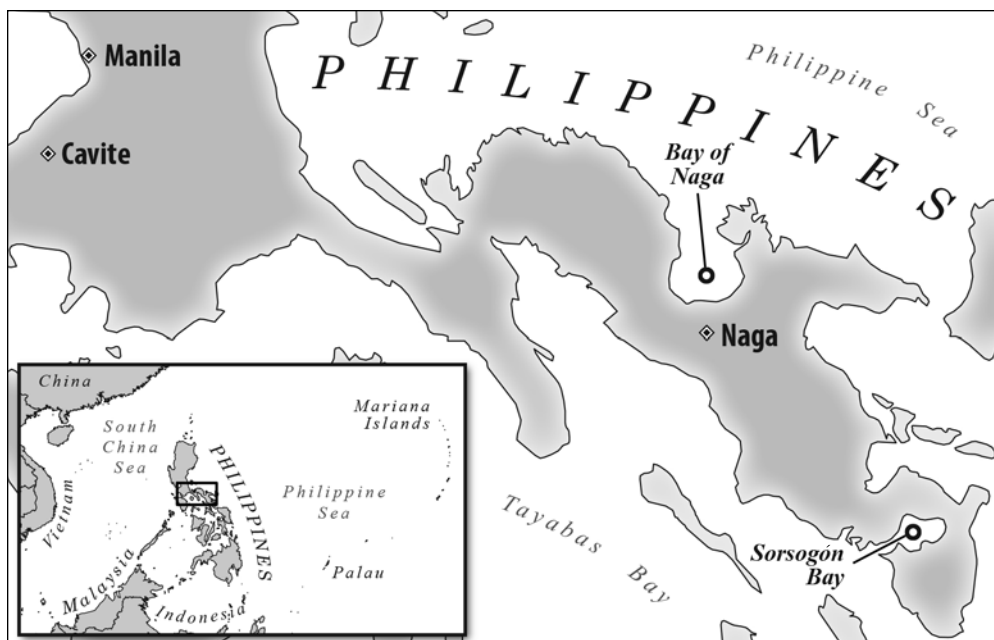 Manila
Cavite
PHILIPPINES
Philippine Sea
Bay of
Naga
Naga
Tayabas
Bay
Sorsogón
Bay
China
South
China
Sea
Vietnam
Malaysia
Indonesia
PHILIPPINES
Philippine
Sea
Mariana
Islands
Palau